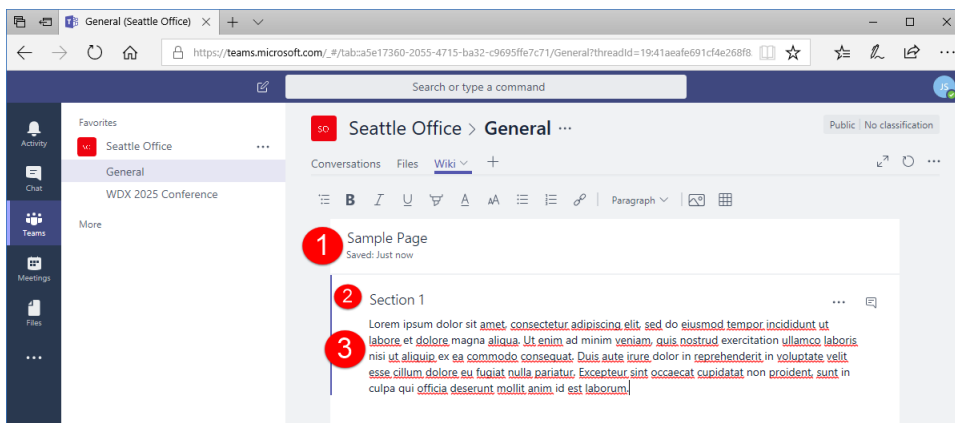 General (Seattle Office)
https://teams.microsoft.com/_#/tab::a5e17360-2055-4715-ba32-c9695ffe7c71/General?threadId=19:41aeafe691cf4e268f8
Search or type a command
JS
Activity
Chat
Teams
Meetings
Files
Favorites
Seattle Office
General
WDX 2025 Conference
More
SO Seattle Office > General
Public No classification
Conversations Files Wiki
B I U A AA Paragraph
1 Sample Page
Saved: Just now
2 Section 1
3
Lorem ipsum dolor sit amet, consectetur adipiscing elit, sed do eiusmod tempor incididunt ut
labore et dolore magna aliqua. Ut enim ad minim veniam, quis nostrud exercitation ullamco laboris
nisi ut aliquip ex ea commodo consequat. Duis aute irure dolor in reprehenderit in voluptate velit
esse cillum dolore eu fugiat nulla pariatur. Excepteur sint occaecat cupidatat non proident, sunt in
culpa qui officia deserunt mollit anim id est laborum.